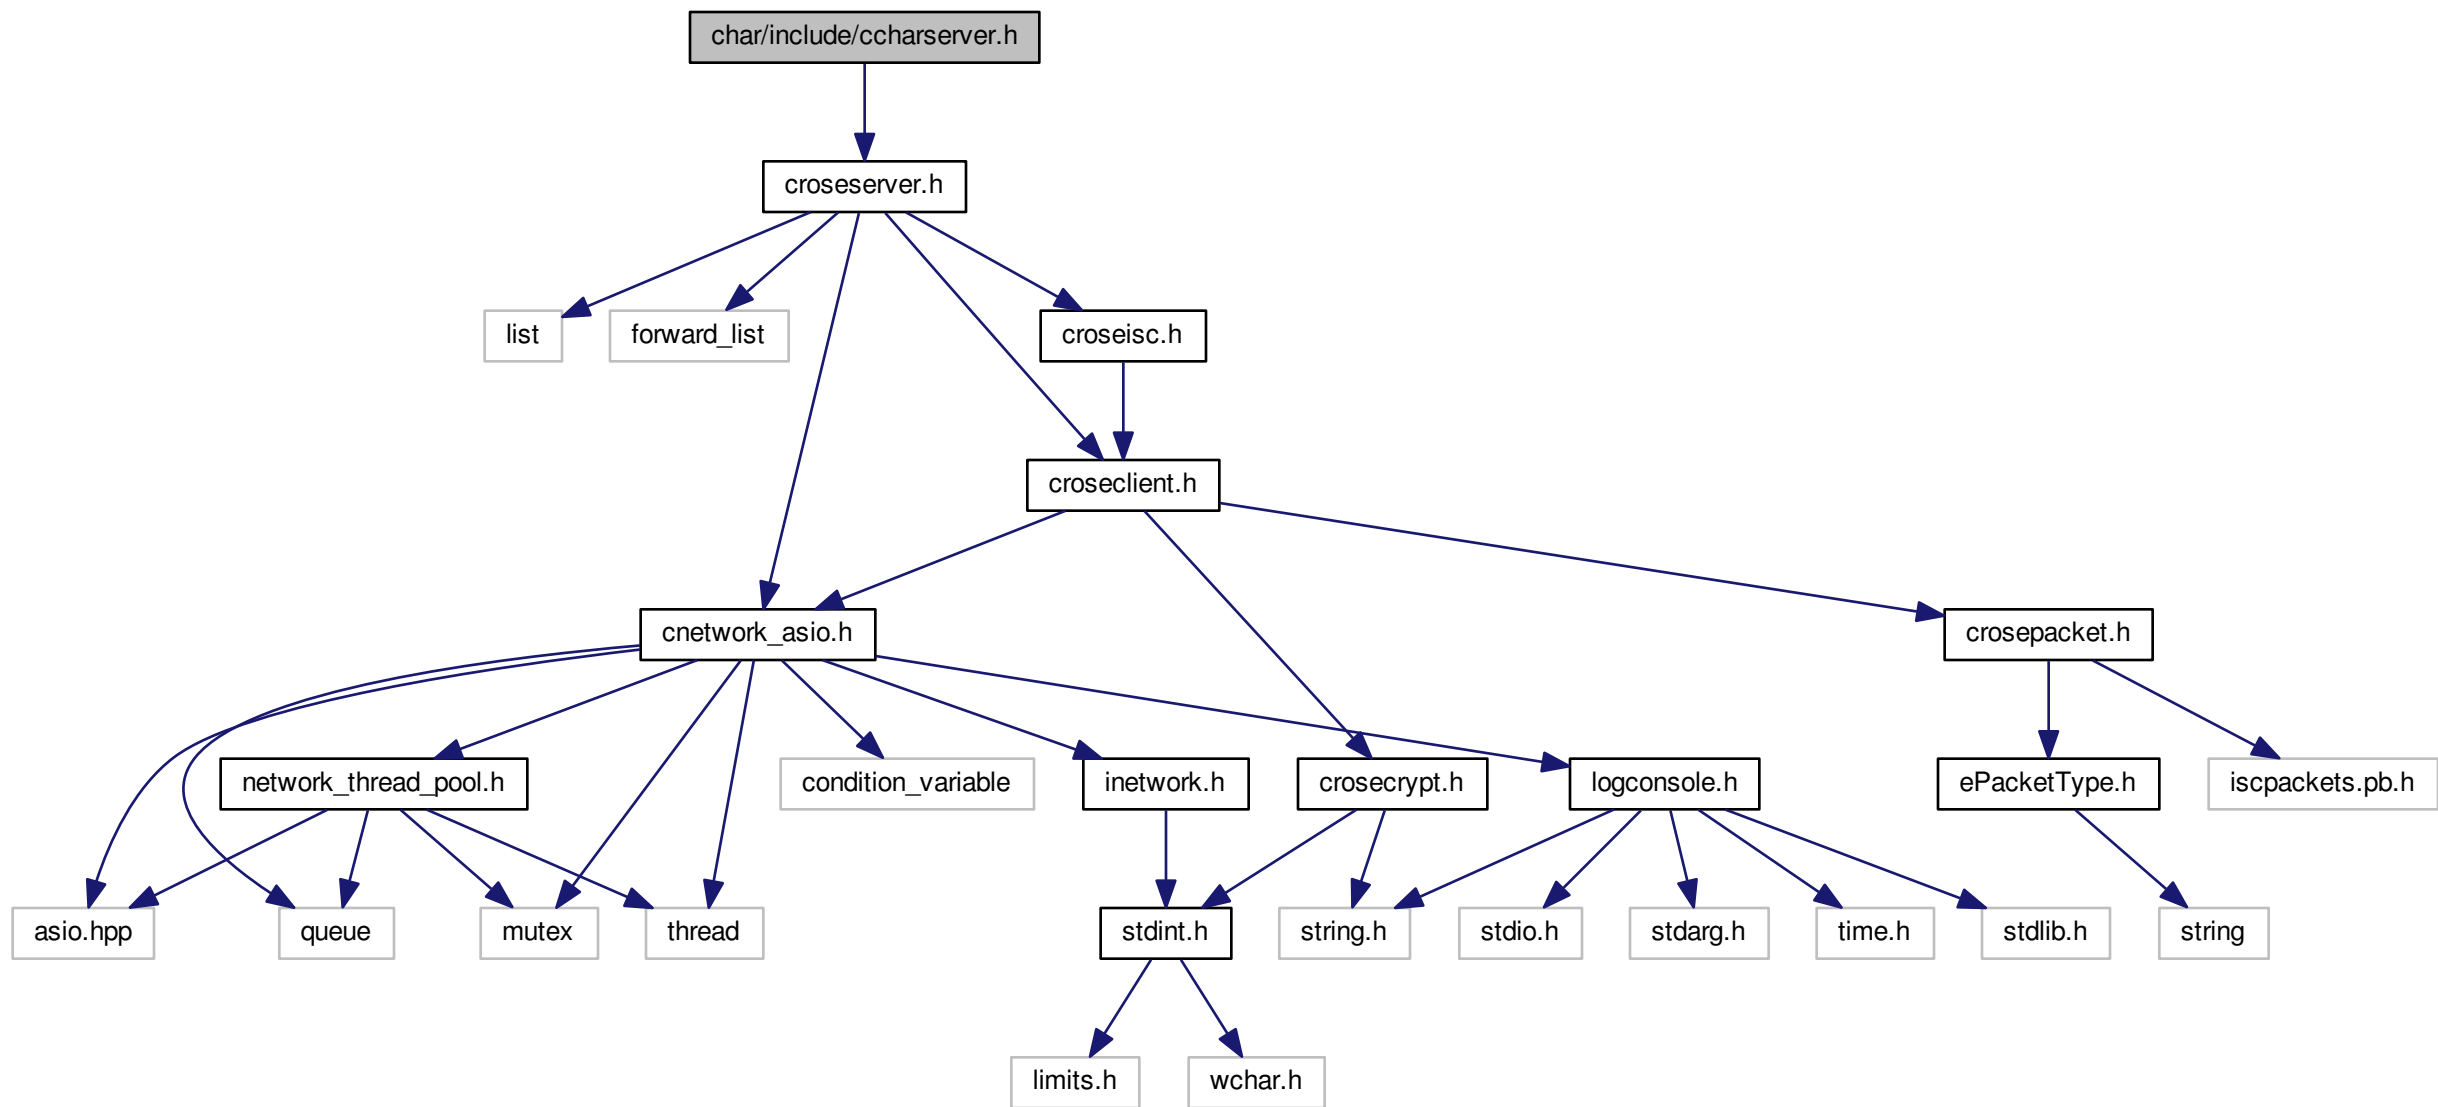 char/include/ccharserver.h
croseserver.h
list
forward_list
croseisc.h
croseclient.h
cnetwork_asio.h
crosepacket.h
network_thread_pool.h
condition_variable
inetwork.h
crosecrypt.h
logconsole.h
ePacketType.h
iscpackets.pb.h
asio.hpp
queue
mutex
thread
stdint.h
string.h
stdio.h
stdarg.h
time.h
stdlib.h
string
limits.h
wchar.h